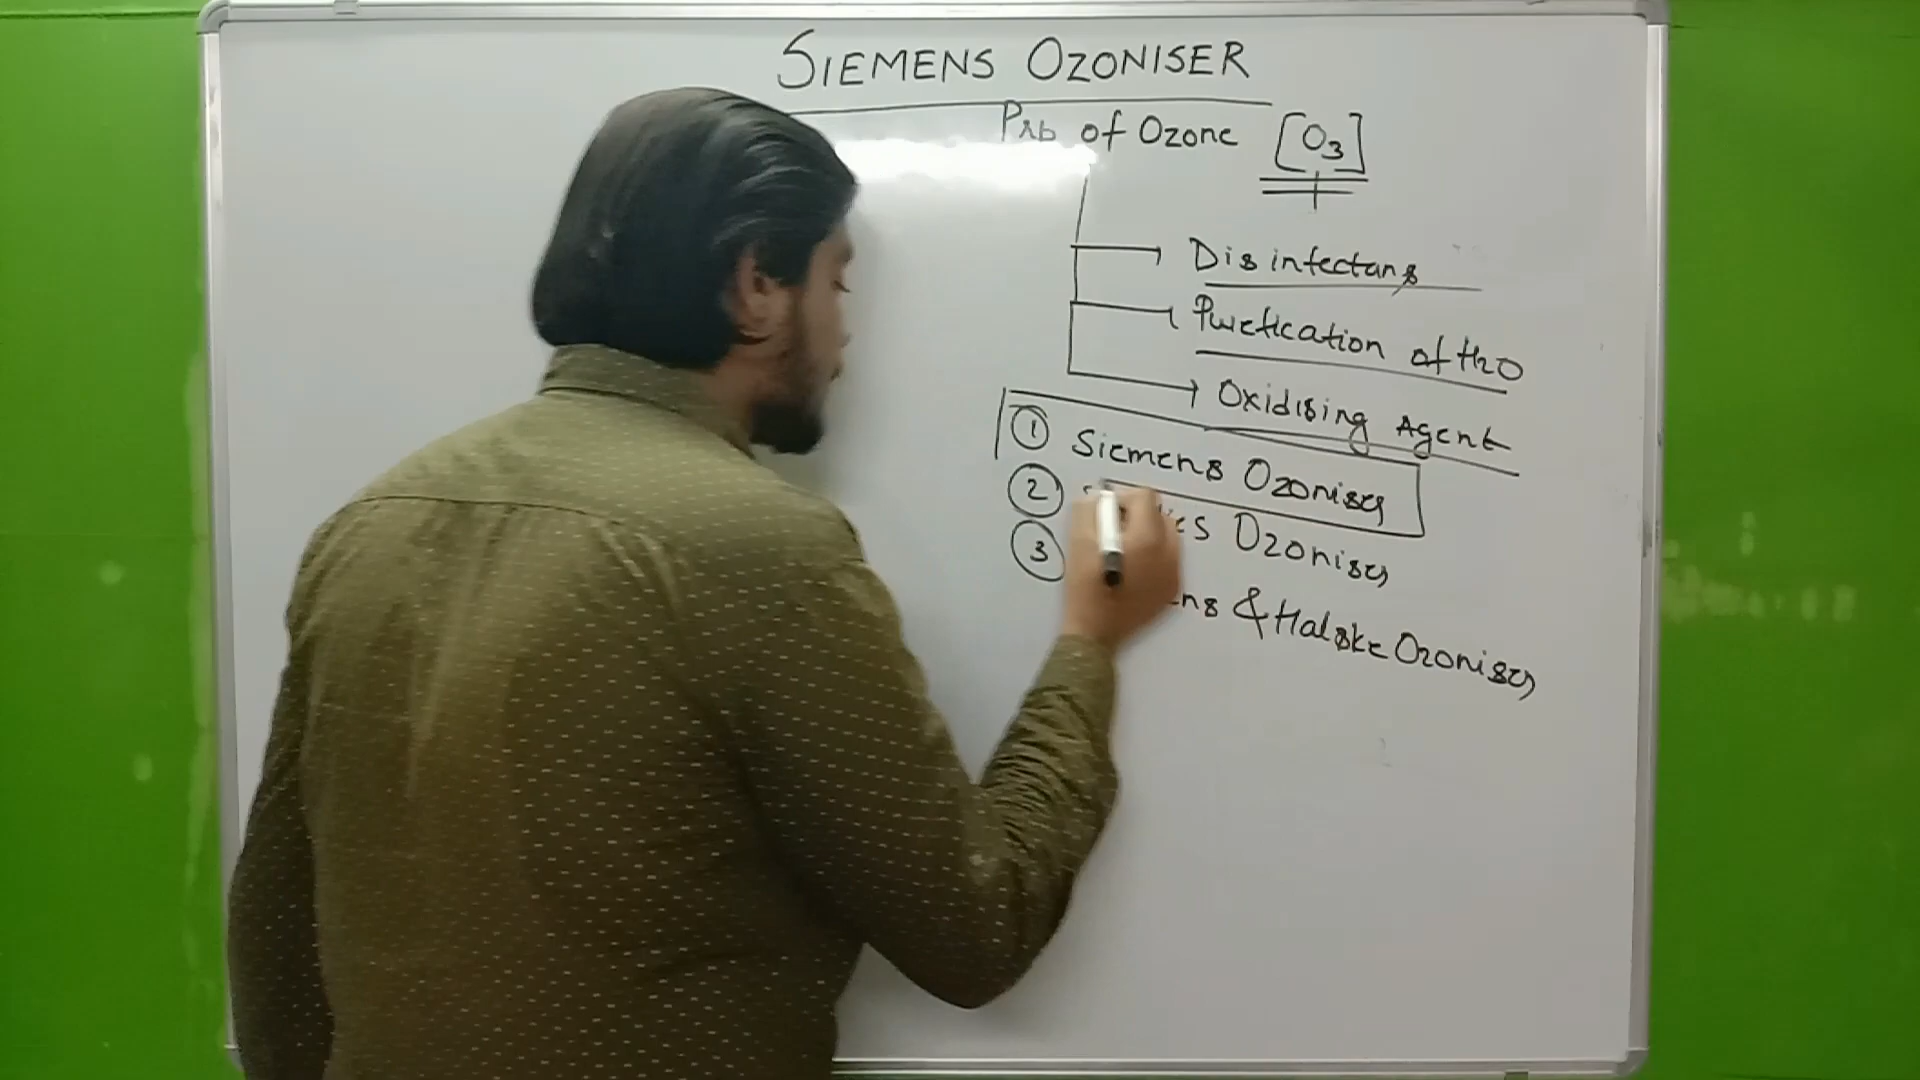 SIEMENS OZONISER
Prb of Ozone [O3]
Disinfectans
Purefication of H2O
Oxidising Agent
1 Siemens Ozoniser
2 Ozoniser
3 & Halske Ozoniser